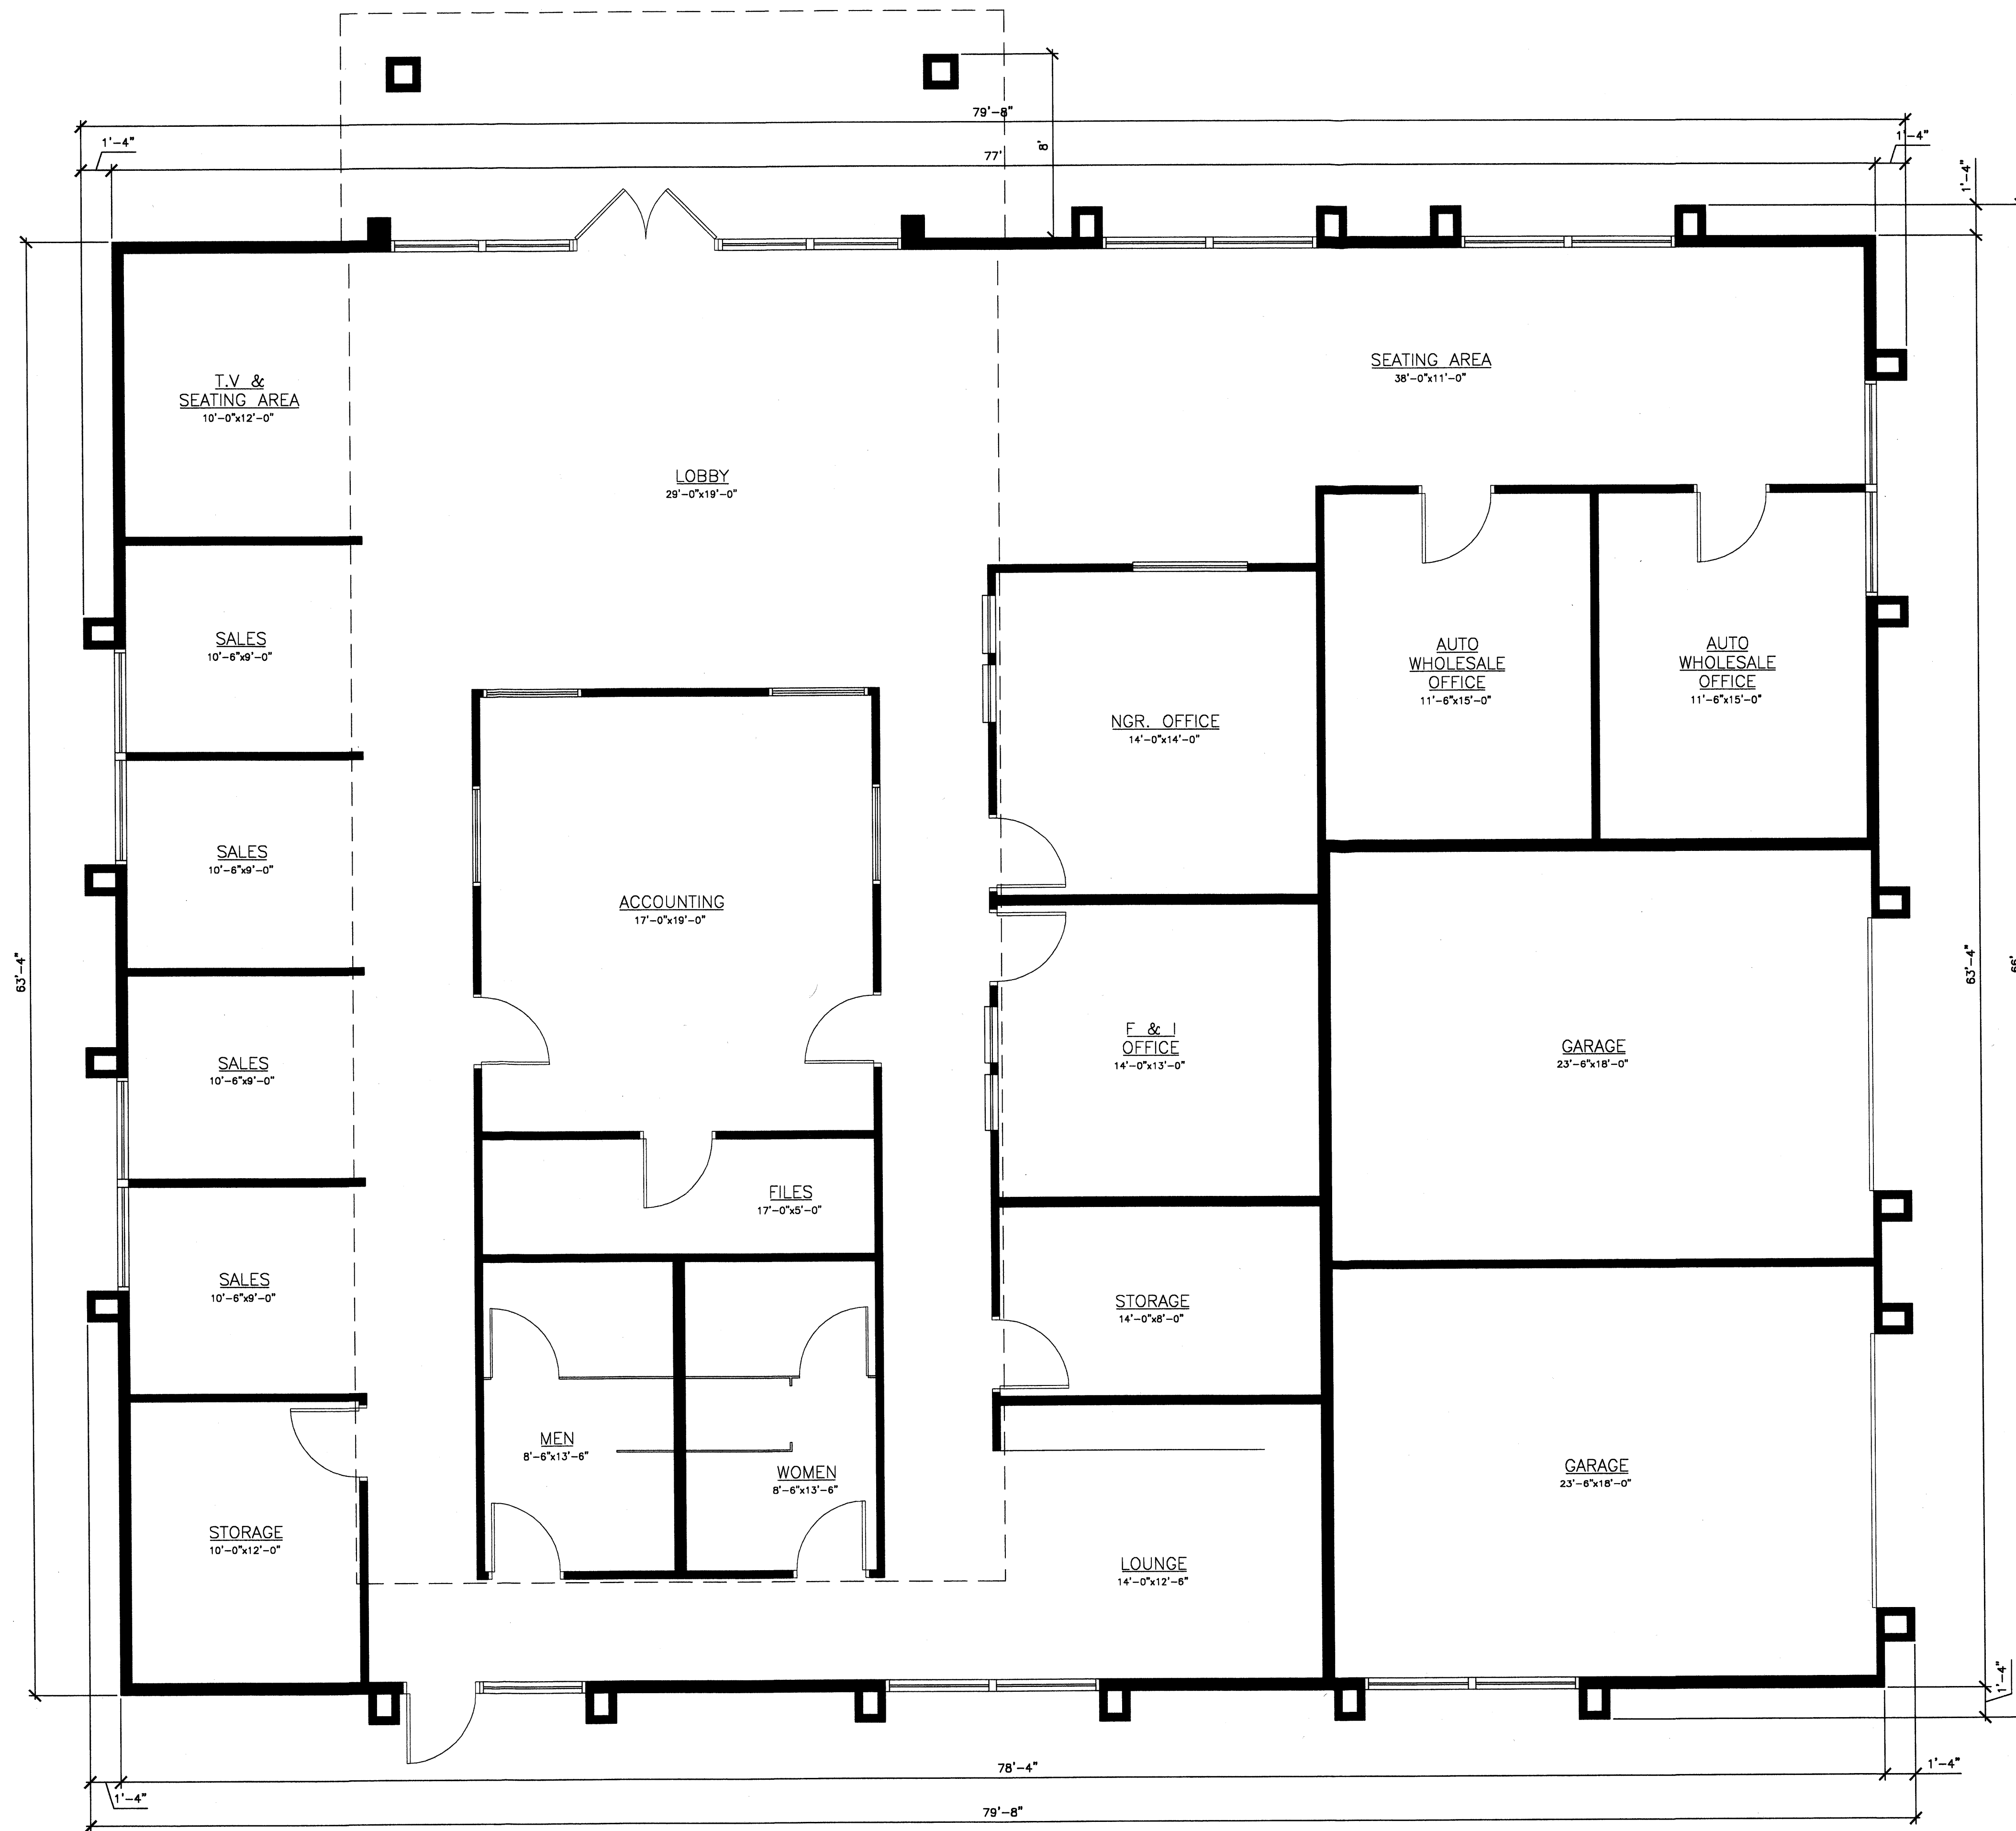 79'-8"
1'-4"
77'
8'
1'-4"
1'-4"
T.V &
SEATING AREA
10'-0"x12'-0"
SEATING AREA
38'-0"x11'-0"
LOBBY
29'-0"x19'-0"
SALES
10'-6"x9'-0"
AUTO
WHOLESALE
OFFICE
11'-6"x15'-0"
AUTO
WHOLESALE
OFFICE
11'-6"x15'-0"
NGR. OFFICE
14'-0"x14'-0"
SALES
10'-6"x9'-0"
ACCOUNTING
17'-0"x19'-0"
63'-4"
63'-4"
66'
SALES
10'-6"x9'-0"
F & I
OFFICE
14'-0"x13'-0"
GARAGE
23'-6"x18'-0"
FILES
17'-0"x5'-0"
SALES
10'-6"x9'-0"
STORAGE
14'-0"x8'-0"
MEN
8'-6"x13'-6"
WOMEN
8'-6"x13'-6"
GARAGE
23'-6"x18'-0"
STORAGE
10'-0"x12'-0"
LOUNGE
14'-0"x12'-6"
1'-4"
78'-4"
1'-4"
1'-4"
79'-8"